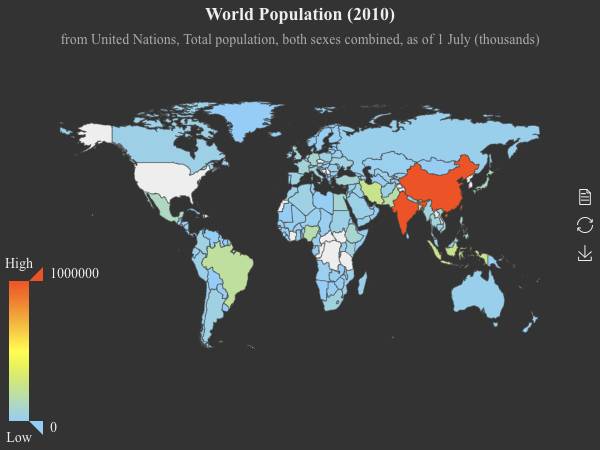 World Population (2010)
from United Nations, Total population, both sexes combined, as of 1 July (thousands)
High
1000000
0
Low